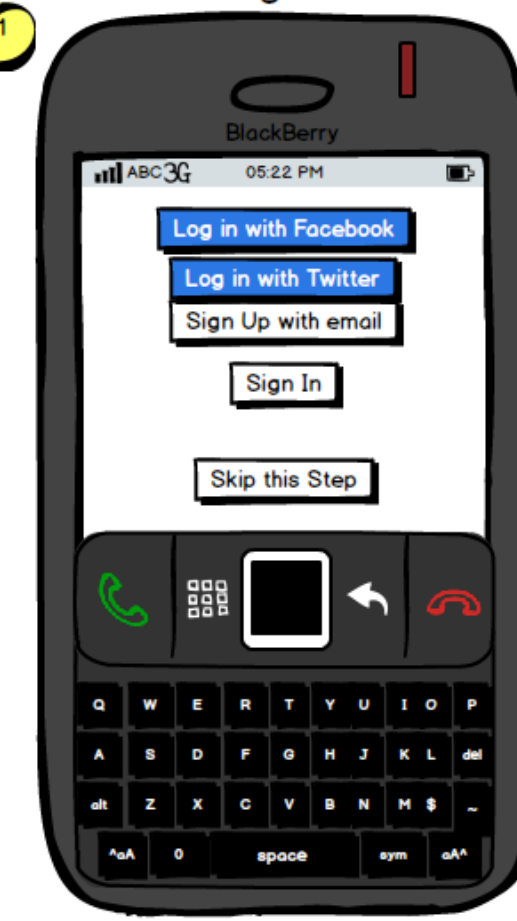 1
BlackBerry
ABC 3G 05:22 PM
Log in with Facebook
Log in with Twitter
Sign Up with email
Sign In
Skip this Step
Q W E R T Y U I O P
A S D F G H J K L del
alt Z X C V B N M $ ~
^aA 0 space sym aA^